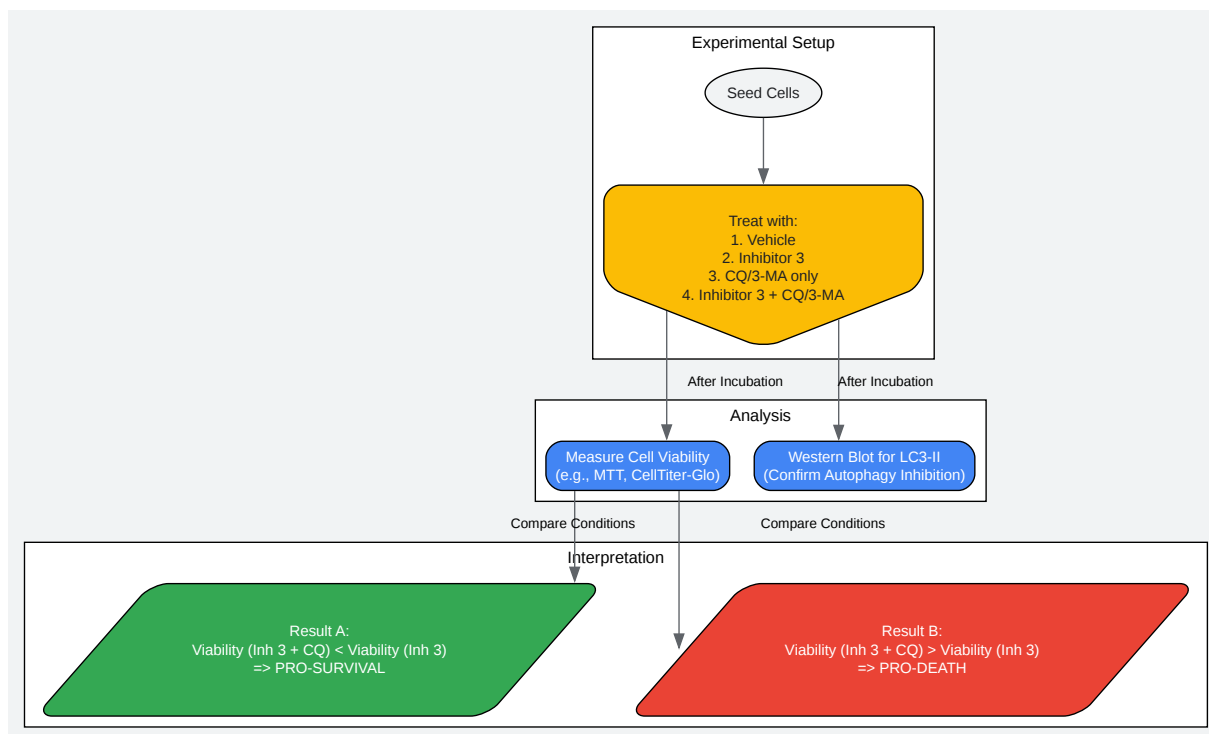 Experimental Setup
Seed Cells
Treat with:
1. Vehicle
2. Inhibitor 3
3. CQ/3-MA only
4. Inhibitor 3 + CQ/3-MA
After Incubation
After Incubation
Analysis
Measure Cell Viability
(e.g., MTT, CellTiter-Glo)
Western Blot for LC3-II
(Confirm Autophagy Inhibition)
Compare Conditions
Compare Conditions
Interpretation
Result A:
Viability (Inh 3 + CQ) < Viability (Inh 3)
=> PRO-SURVIVAL
Result B:
Viability (Inh 3 + CQ) > Viability (Inh 3)
=> PRO-DEATH